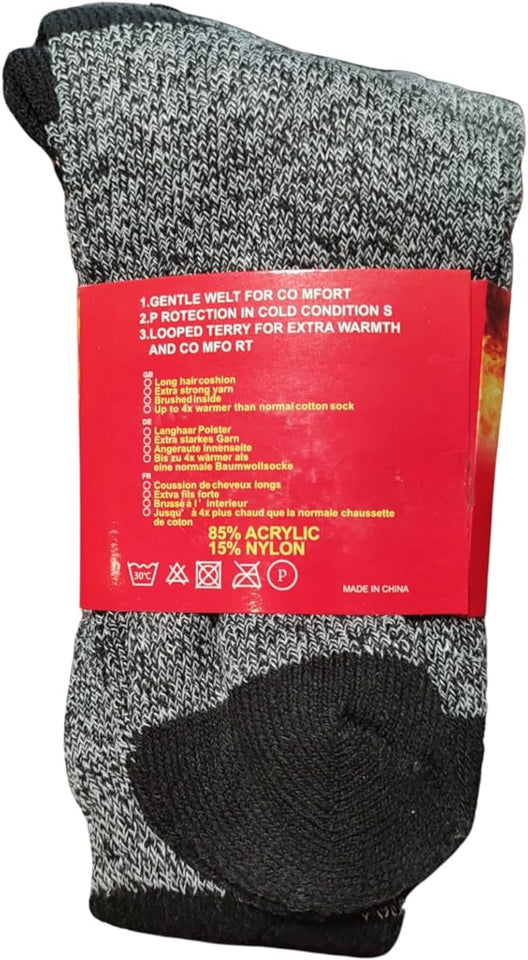 1.GENTLE WELT FOR CO MFORT
2.P ROTECTION IN COLD CONDITION S
3.LOOPED TERRY FOR EXTRA WARMTH
AND CO MFO RT
GB
Long haircoshion
Extra strong yarn
Brushedinside
Up to 4x warmer than normal cotton sock
DE
Langhaar Polster
Extra starkes Garn
Angeraute Innenseite
Bis zu 4x wärmer als
eine normale Baumwollsocke
FR
Coussion de cheveux longs
Extva fils forte
Brussé á l' interieur
Jusqu' á 4x plus chaud que la normale chaussette
de coton
85% ACRYLIC
15% NYLON
30°C
P
MADE IN CHINA